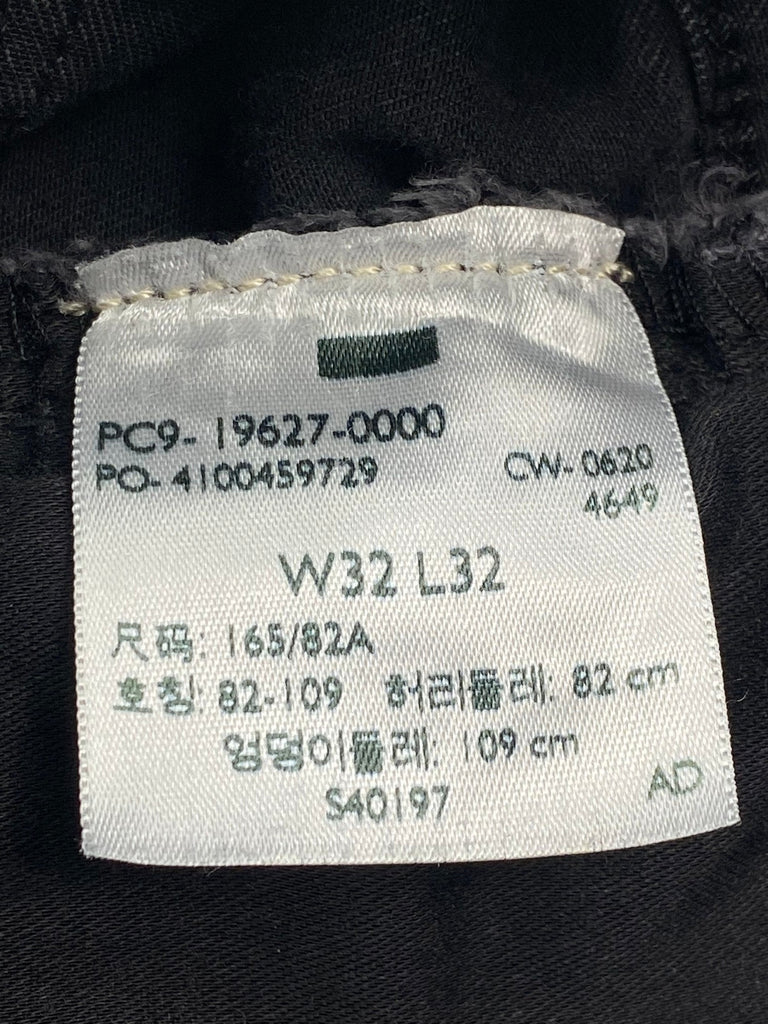 PC9- 19627-0000
PO- 4100459729 CW- 0620
4649
W32 L32
尺码: 165/82A
호칭: 82-109 허리둘레: 82 cm
엉덩이둘레: 109 cm
S40197
AD